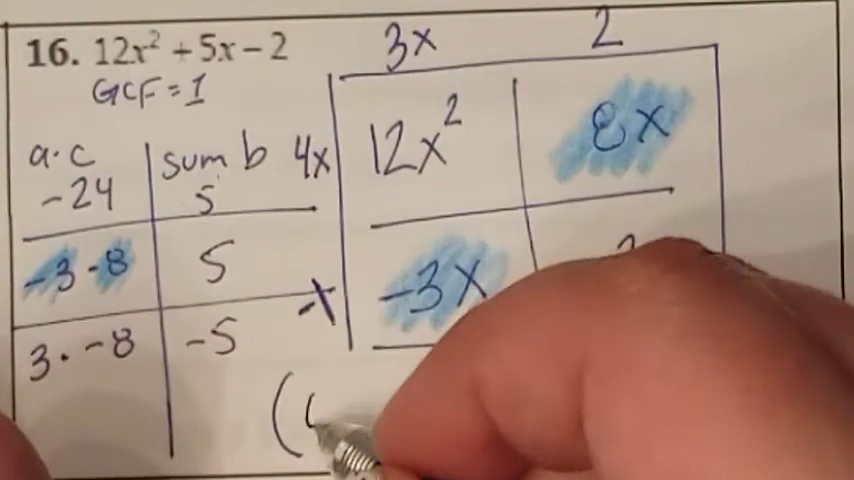 16. 12x² + 5x – 2
GCF = 1
3x 2
a·c sum b 4x 12x² 8x
-24 5
-3·8 5 -3x
-1
3·-8 -5
(